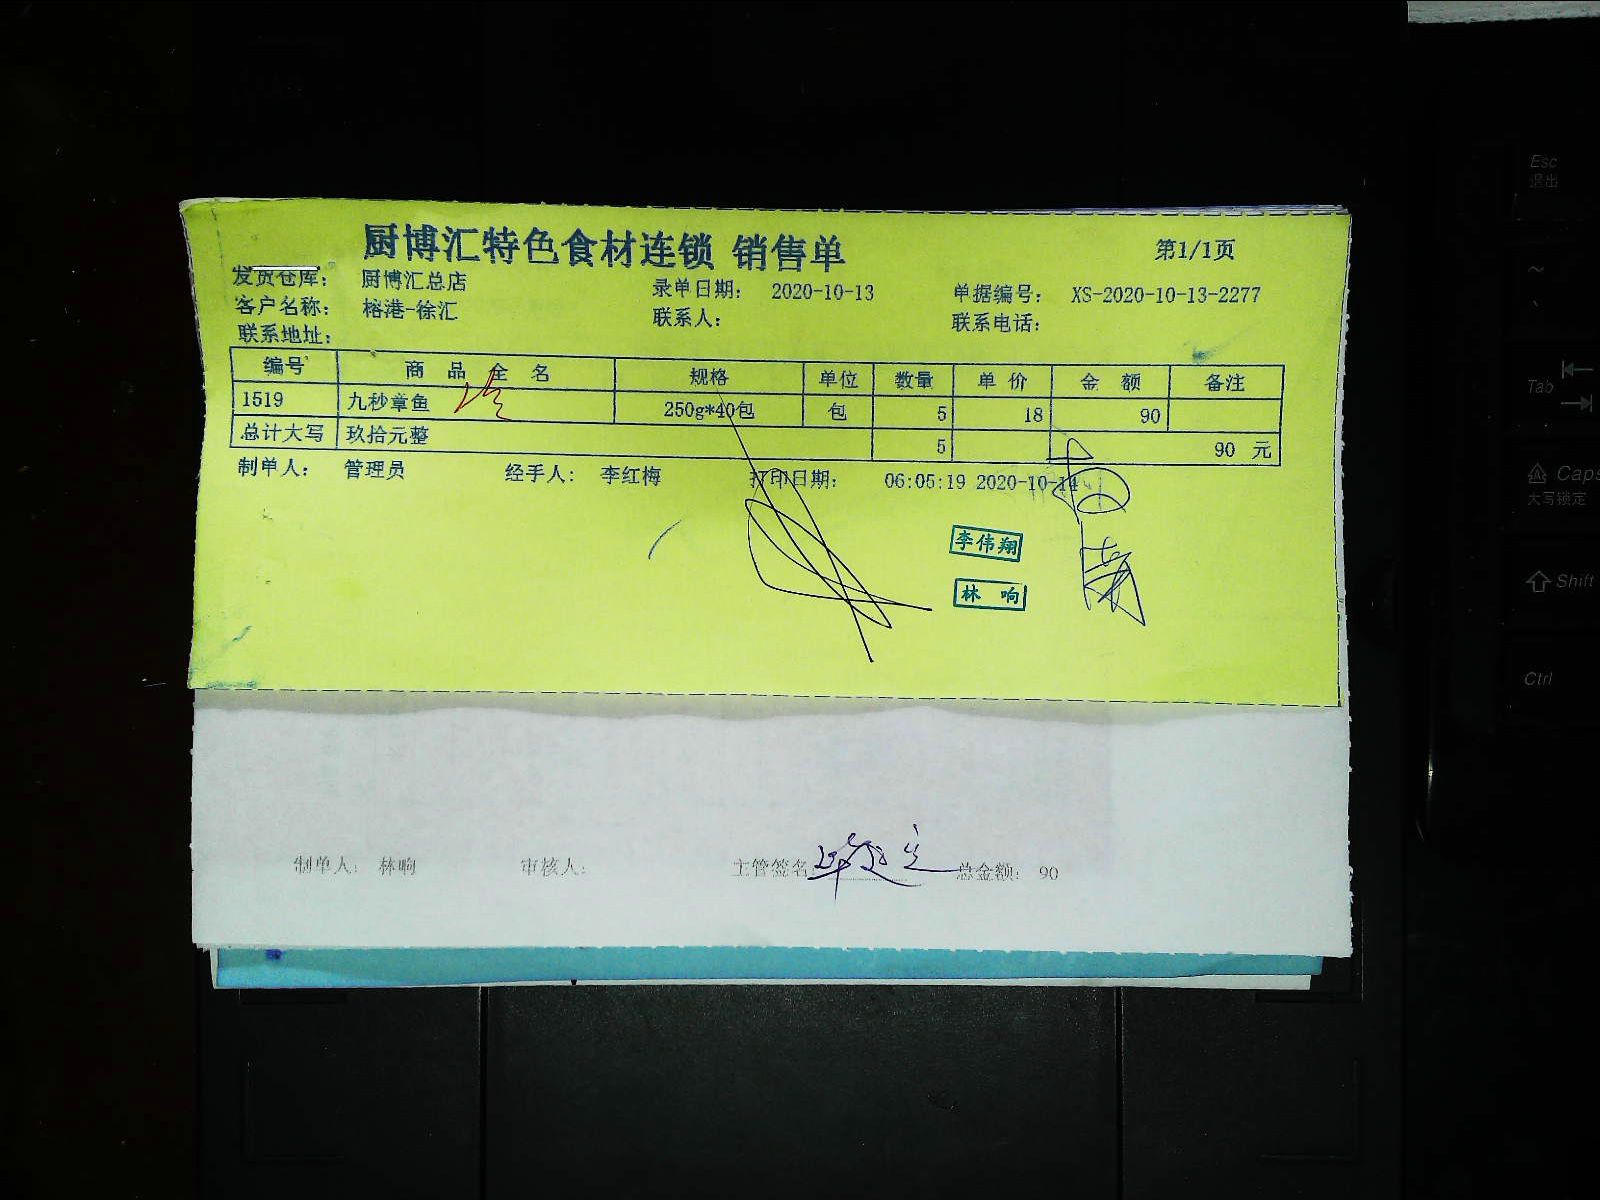 厨博汇特色食材连锁 销售单 第1/1页
发货仓库: 厨博汇总店 录单日期: 2020-10-13 单据编号: XS-2020-10-13-2277
客户名称: 榕港-徐汇 联系人: 联系电话:
联系地址:
编号 商品全名 规格 单位 数量 单价 金额 备注
1519 九秒章鱼 250g*40包 包 5 18 90
总计大写 玖拾元整 5 90 元
制单人: 管理员 经手人: 李红梅 打印日期: 06:05:19 2020-10-14
李伟翔
林 响
制单人: 林响 审核人: 主管签名: 总金额: 90
Esc
退出
~
Tab
Caps
大写锁定
Shift
Ctrl